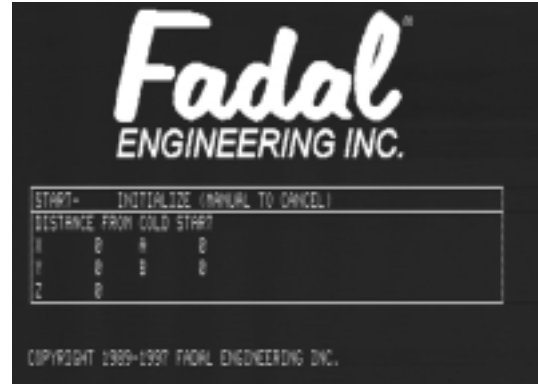 Fadal
ENGINEERING INC.
START- INITIALIZE (MANUAL TO CANCEL)
DISTANCE FROM COLD START
X 0 A 0
Y 0 B 0
Z 0
COPYRIGHT 1989-1997 FADAL ENGINEERING INC.